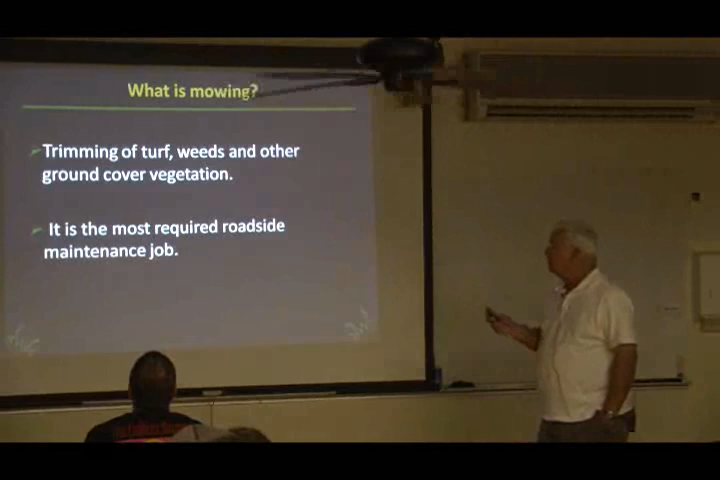 What is mowing?
Trimming of turf, weeds and other
ground cover vegetation.
It is the most required roadside
maintenance job.